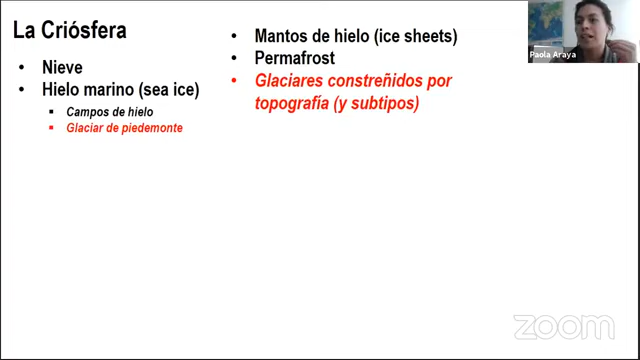 La Criósfera
• Nieve
• Hielo marino (sea ice)
▪ Campos de hielo
▪ Glaciar de piedemonte
• Mantos de hielo (ice sheets)
• Permafrost
• Glaciares constreñidos por
topografía (y subtipos)
Paola Araya
zoom